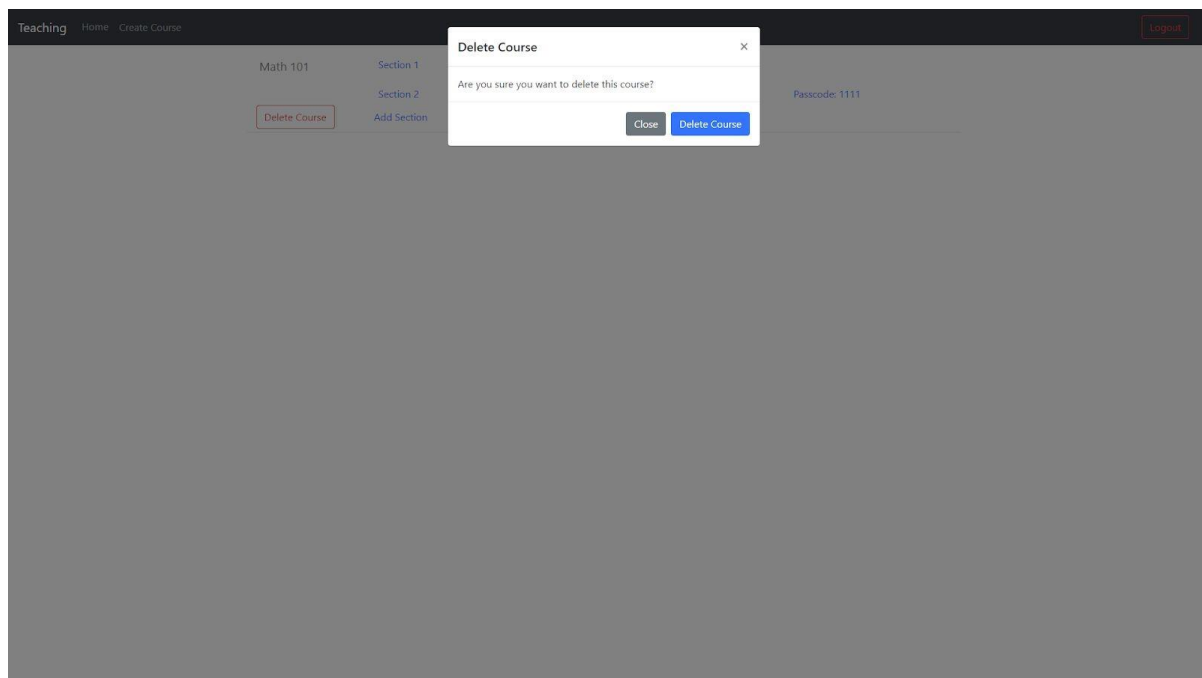 Teaching Home Create Course Logout
Delete Course ×
Math 101 Section 1
Are you sure you want to delete this course?
Section 2 Passcode: 1111
Delete Course Add Section
Close Delete Course